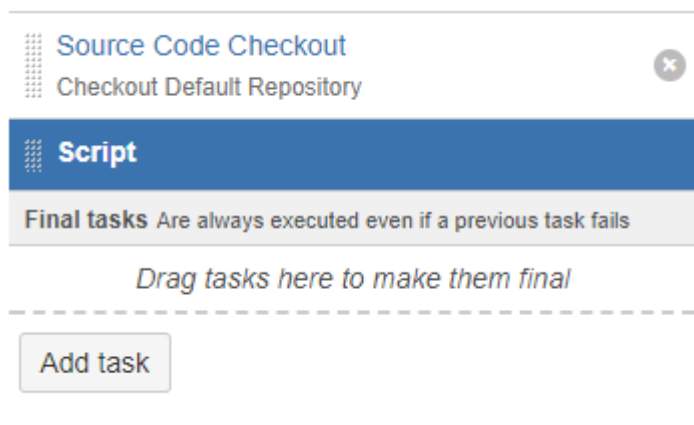 Source Code Checkout
Checkout Default Repository
Script
Final tasks Are always executed even if a previous task fails
Drag tasks here to make them final
Add task